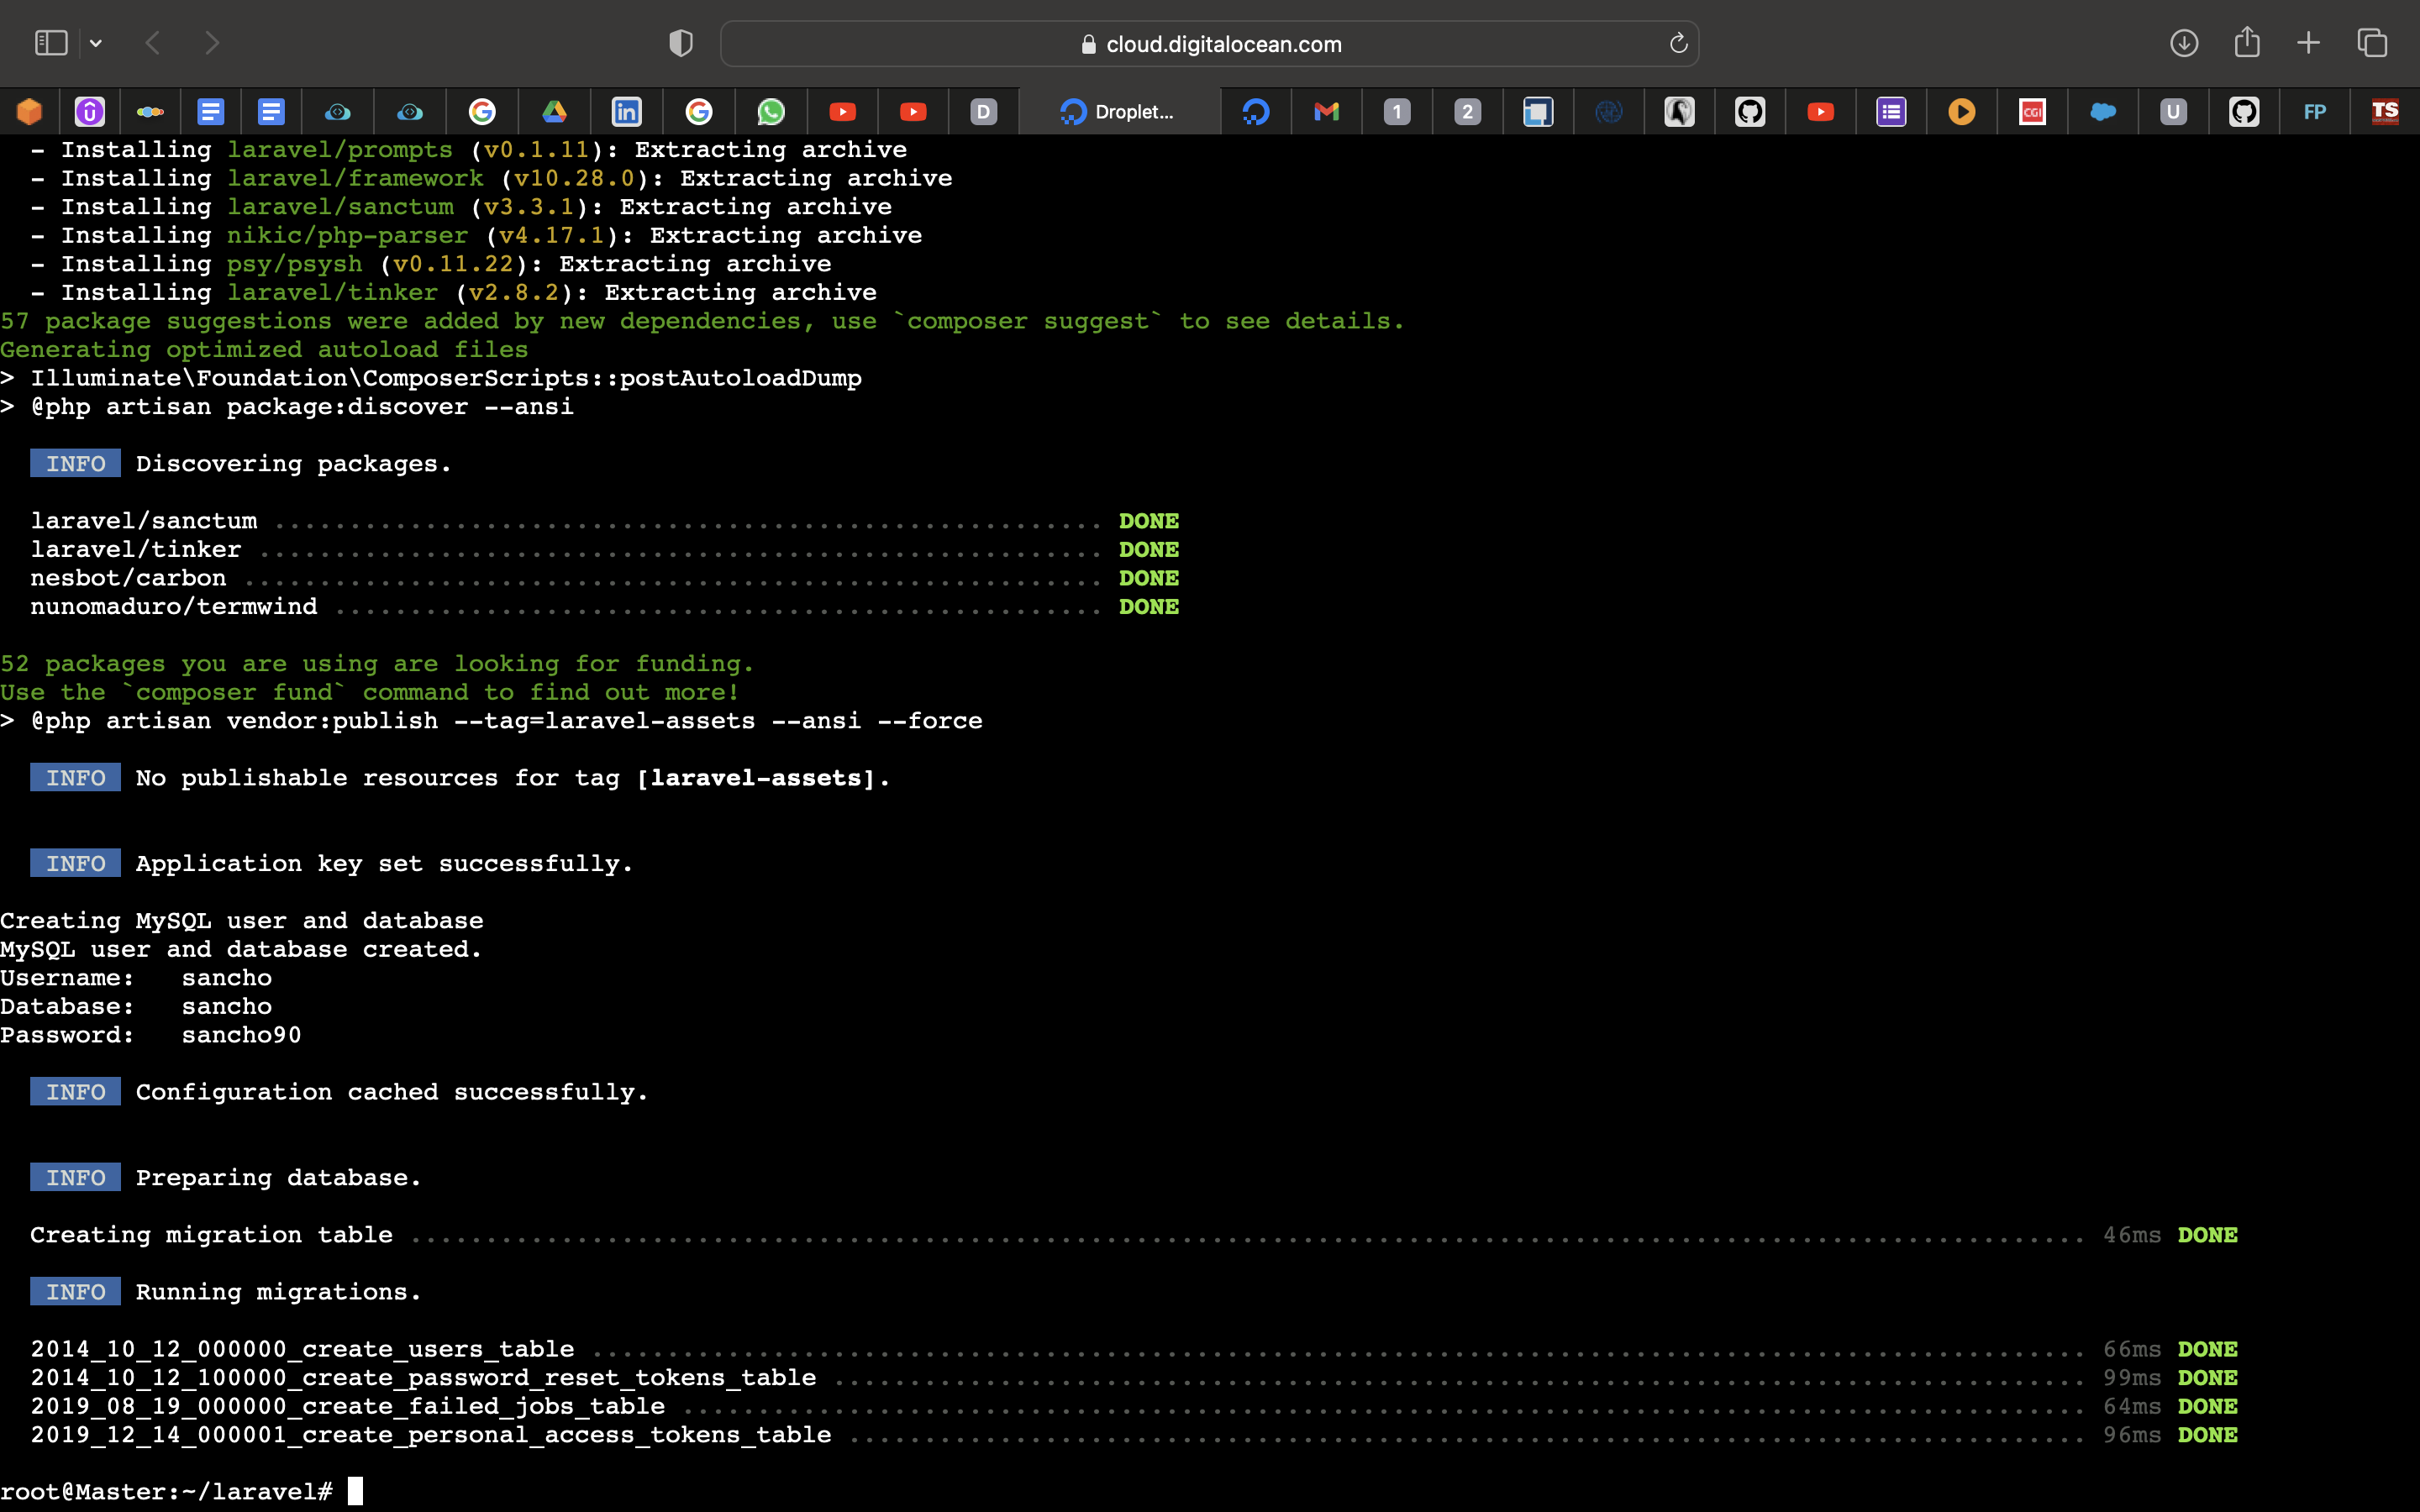 cloud.digitalocean.com
D Droplet... 1 2 CGI U FP TS
- Installing laravel/prompts (v0.1.11): Extracting archive
- Installing laravel/framework (v10.28.0): Extracting archive
- Installing laravel/sanctum (v3.3.1): Extracting archive
- Installing nikic/php-parser (v4.17.1): Extracting archive
- Installing psy/psysh (v0.11.22): Extracting archive
- Installing laravel/tinker (v2.8.2): Extracting archive
57 package suggestions were added by new dependencies, use `composer suggest` to see details.
Generating optimized autoload files
> Illuminate\Foundation\ComposerScripts::postAutoloadDump
> @php artisan package:discover --ansi
INFO Discovering packages.
laravel/sanctum ....................................................... DONE
laravel/tinker ........................................................ DONE
nesbot/carbon ......................................................... DONE
nunomaduro/termwind ................................................... DONE
52 packages you are using are looking for funding.
Use the `composer fund` command to find out more!
> @php artisan vendor:publish --tag=laravel-assets --ansi --force
INFO No publishable resources for tag [laravel-assets].
INFO Application key set successfully.
Creating MySQL user and database
MySQL user and database created.
Username: sancho
Database: sancho
Password: sancho90
INFO Configuration cached successfully.
INFO Preparing database.
Creating migration table ............................................................................................................... 46ms DONE
INFO Running migrations.
2014_10_12_000000_create_users_table ................................................................................................... 66ms DONE
2014_10_12_100000_create_password_reset_tokens_table ................................................................................... 99ms DONE
2019_08_19_000000_create_failed_jobs_table ............................................................................................. 64ms DONE
2019_12_14_000001_create_personal_access_tokens_table .................................................................................. 96ms DONE
root@Master:~/laravel#